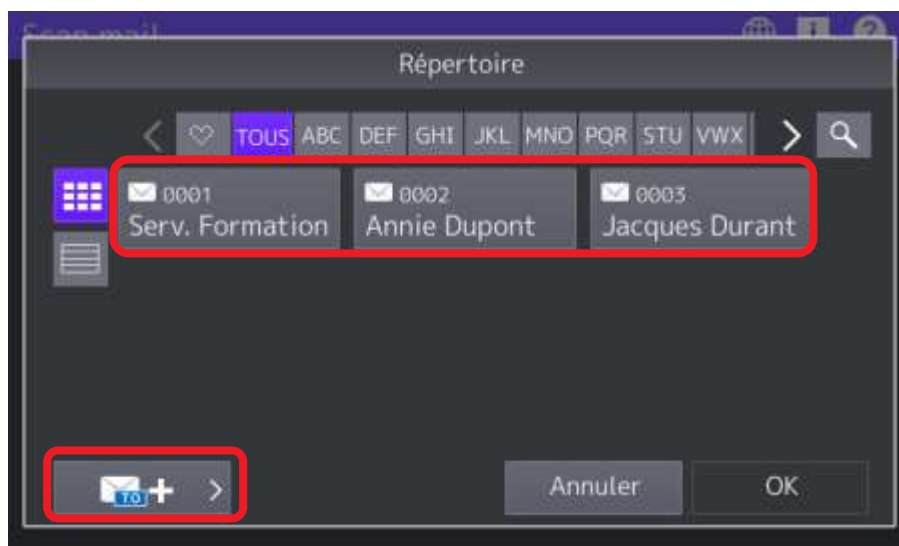 Scan mail
Répertoire
TOUS ABC DEF GHI JKL MNO PQR STU VWX
0001 0002 0003
Serv. Formation Annie Dupont Jacques Durant
TO
Annuler OK